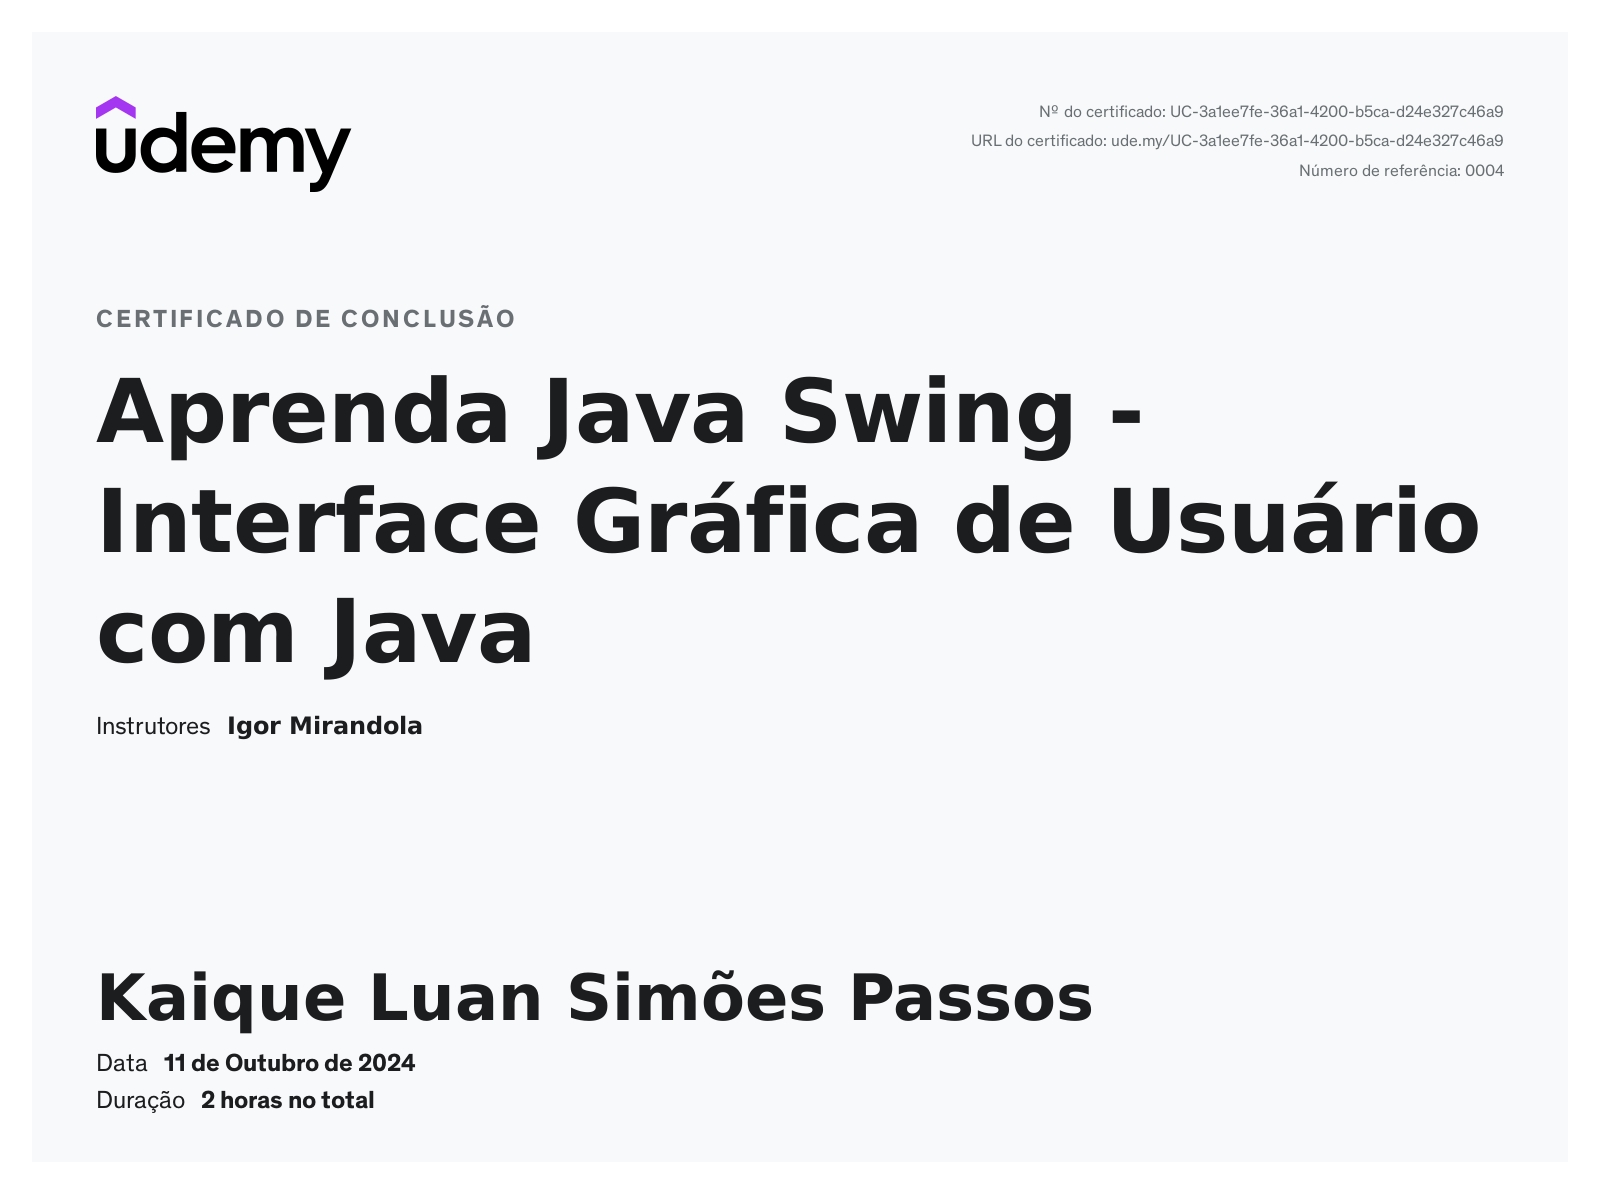 udemy
Nº do certificado: UC-3a1ee7fe-36a1-4200-b5ca-d24e327c46a9
URL do certificado: ude.my/UC-3a1ee7fe-36a1-4200-b5ca-d24e327c46a9
Número de referência: 0004
CERTIFICADO DE CONCLUSÃO
Aprenda Java Swing -
Interface Gráfica de Usuário
com Java
Instrutores Igor Mirandola
Kaique Luan Simões Passos
Data 11 de Outubro de 2024
Duração 2 horas no total